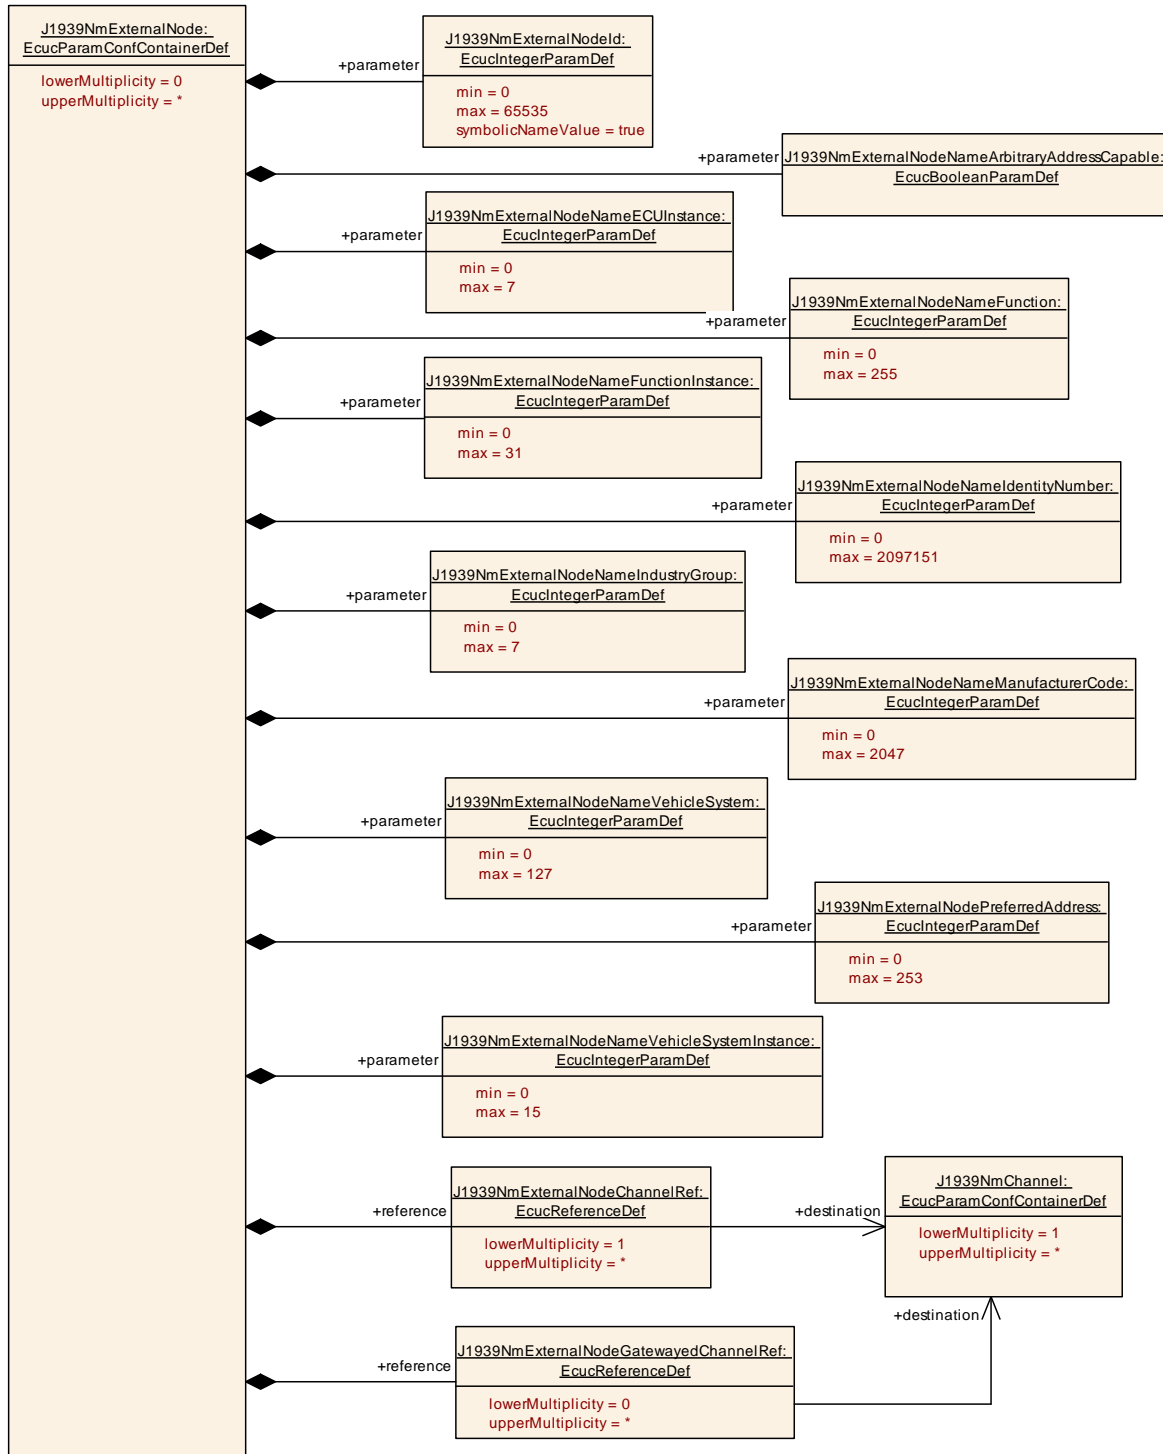 J1939NmExternalNode:
EcucParamConfContainerDef
lowerMultiplicity = 0
upperMultiplicity = *
+parameter
J1939NmExternalNodeId:
EcucIntegerParamDef
min = 0
max = 65535
symbolicNameValue = true
+parameter
J1939NmExternalNodeNameArbitraryAddressCapable:
EcucBooleanParamDef
+parameter
J1939NmExternalNodeNameECUInstance:
EcucIntegerParamDef
min = 0
max = 7
+parameter
J1939NmExternalNodeNameFunction:
EcucIntegerParamDef
min = 0
max = 255
+parameter
J1939NmExternalNodeNameFunctionInstance:
EcucIntegerParamDef
min = 0
max = 31
+parameter
J1939NmExternalNodeNameIdentityNumber:
EcucIntegerParamDef
min = 0
max = 2097151
+parameter
J1939NmExternalNodeNameIndustryGroup:
EcucIntegerParamDef
min = 0
max = 7
+parameter
J1939NmExternalNodeNameManufacturerCode:
EcucIntegerParamDef
min = 0
max = 2047
+parameter
J1939NmExternalNodeNameVehicleSystem:
EcucIntegerParamDef
min = 0
max = 127
+parameter
J1939NmExternalNodePreferredAddress:
EcucIntegerParamDef
min = 0
max = 253
+parameter
J1939NmExternalNodeNameVehicleSystemInstance:
EcucIntegerParamDef
min = 0
max = 15
+reference
J1939NmExternalNodeChannelRef:
EcucReferenceDef
lowerMultiplicity = 1
upperMultiplicity = *
+destination
J1939NmChannel:
EcucParamConfContainerDef
lowerMultiplicity = 1
upperMultiplicity = *
+destination
+reference
J1939NmExternalNodeGatewayedChannelRef:
EcucReferenceDef
lowerMultiplicity = 0
upperMultiplicity = *